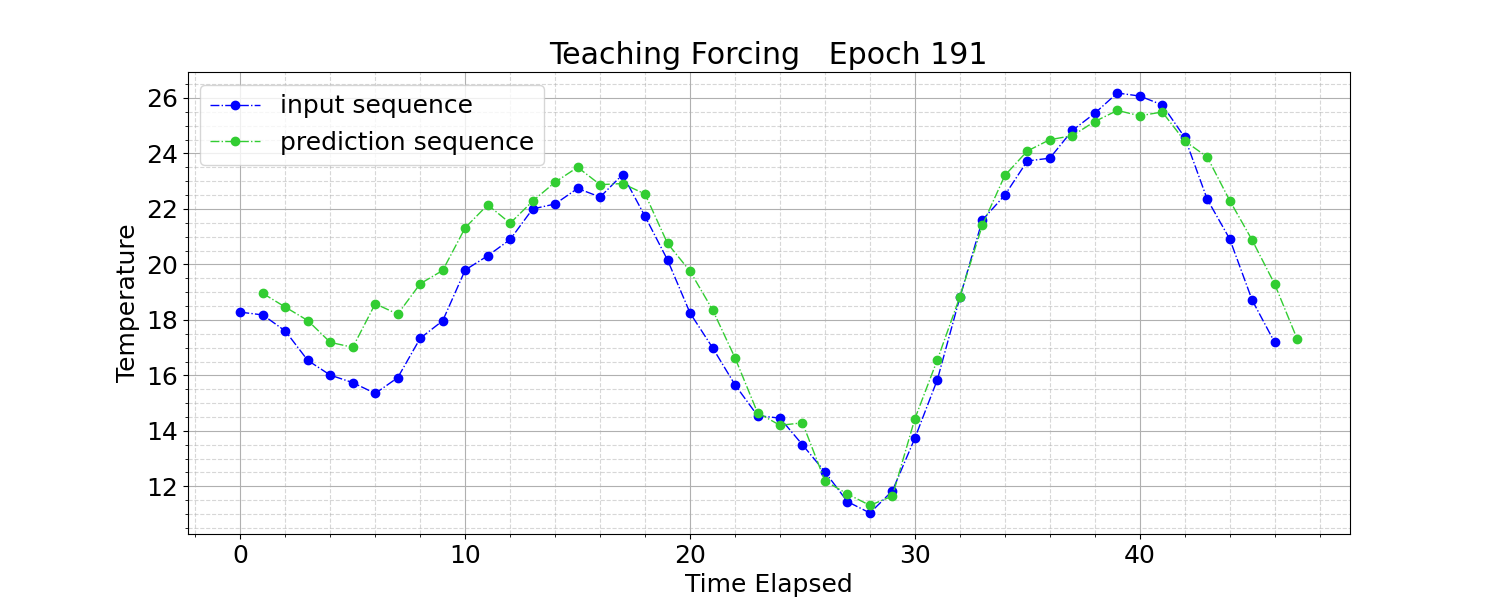 Teaching Forcing   Epoch 191
input sequence
prediction sequence
Temperature
26
24
22
20
18
16
14
12
0 10 20 30 40
Time Elapsed